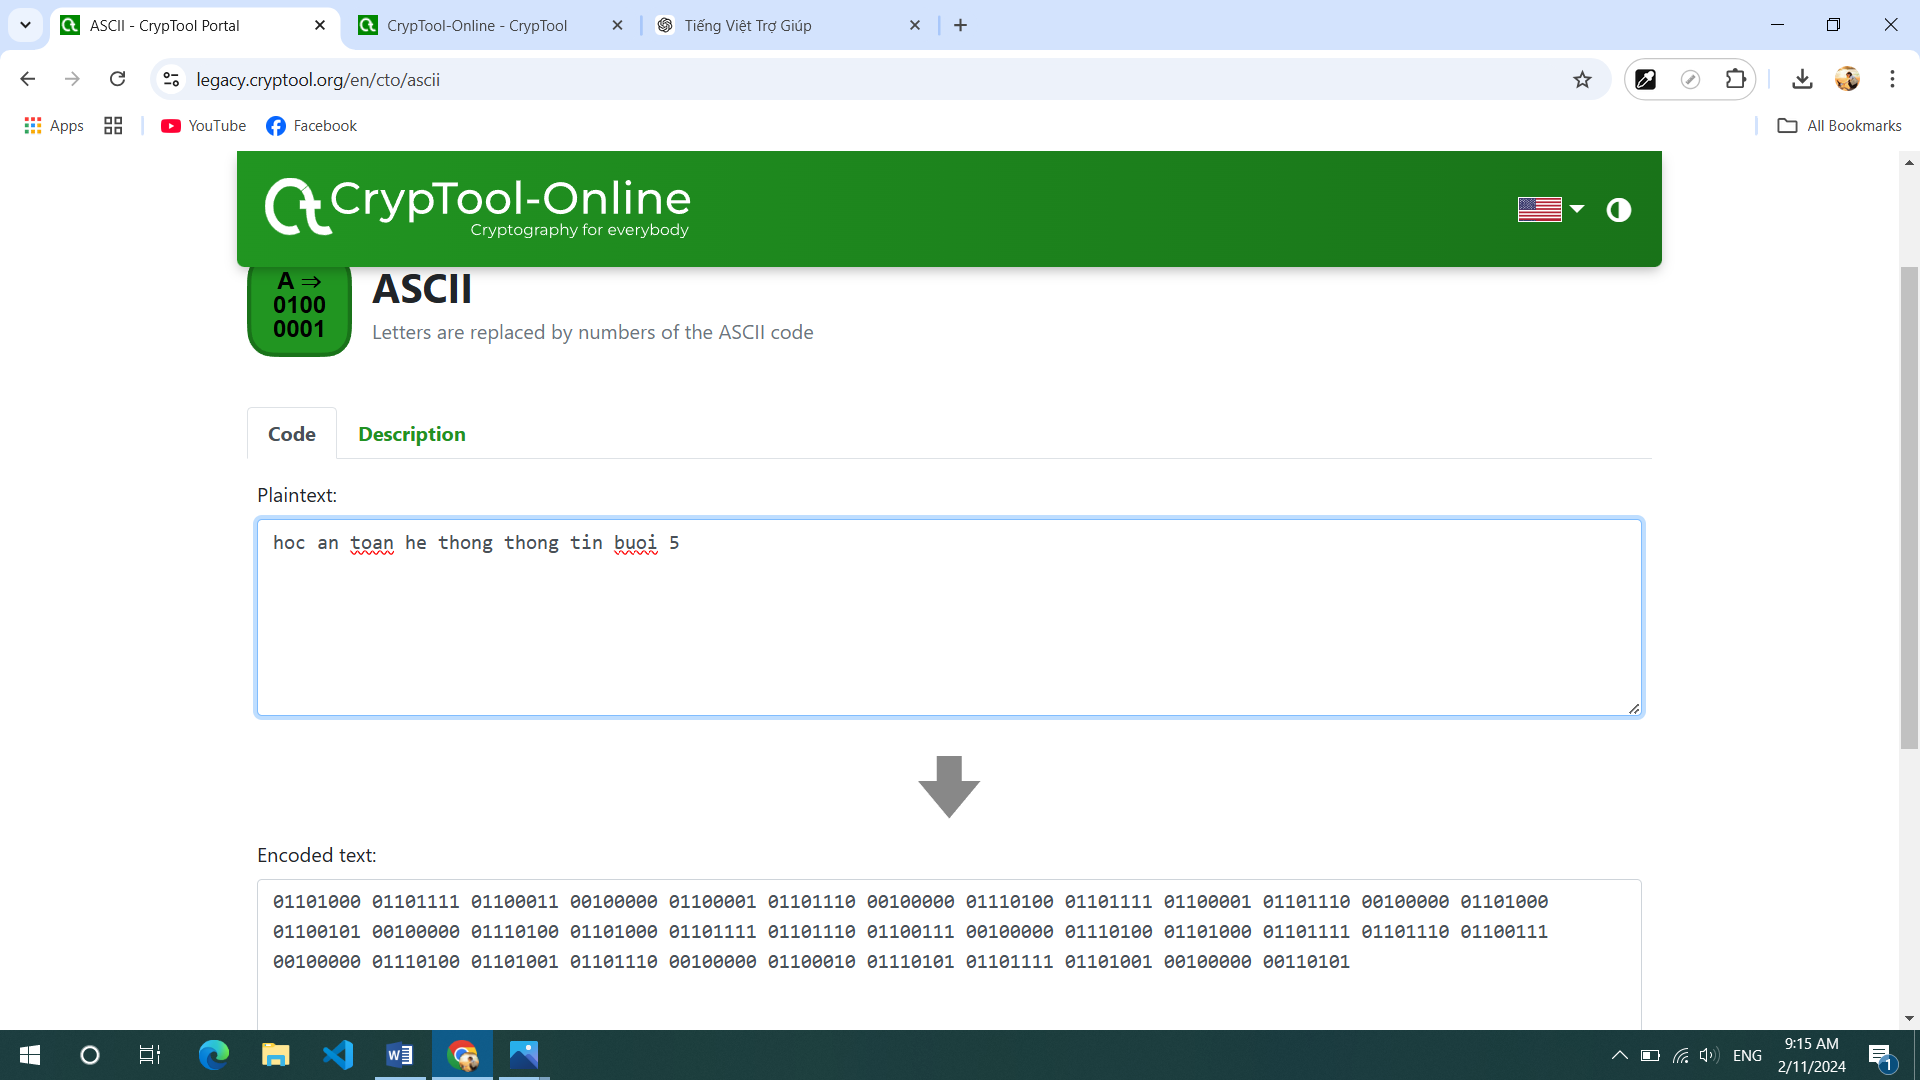 ASCII - CrypTool Portal
CrypTool-Online - CrypTool
Tiếng Việt Trợ Giúp
legacy.cryptool.org/en/cto/ascii
Apps
YouTube
Facebook
All Bookmarks
CrypTool-Online
Cryptography for everybody
A ⇒
0100
0001
ASCII
Letters are replaced by numbers of the ASCII code
Code
Description
Plaintext:
hoc an toan he thong thong tin buoi 5
Encoded text:
01101000 01101111 01100011 00100000 01100001 01101110 00100000 01110100 01101111 01100001 01101110 00100000 01101000
01100101 00100000 01110100 01101000 01101111 01101110 01100111 00100000 01110100 01101000 01101111 01101110 01100111
00100000 01110100 01101001 01101110 00100000 01100010 01110101 01101111 01101001 00100000 00110101
ENG
9:15 AM
2/11/2024
1